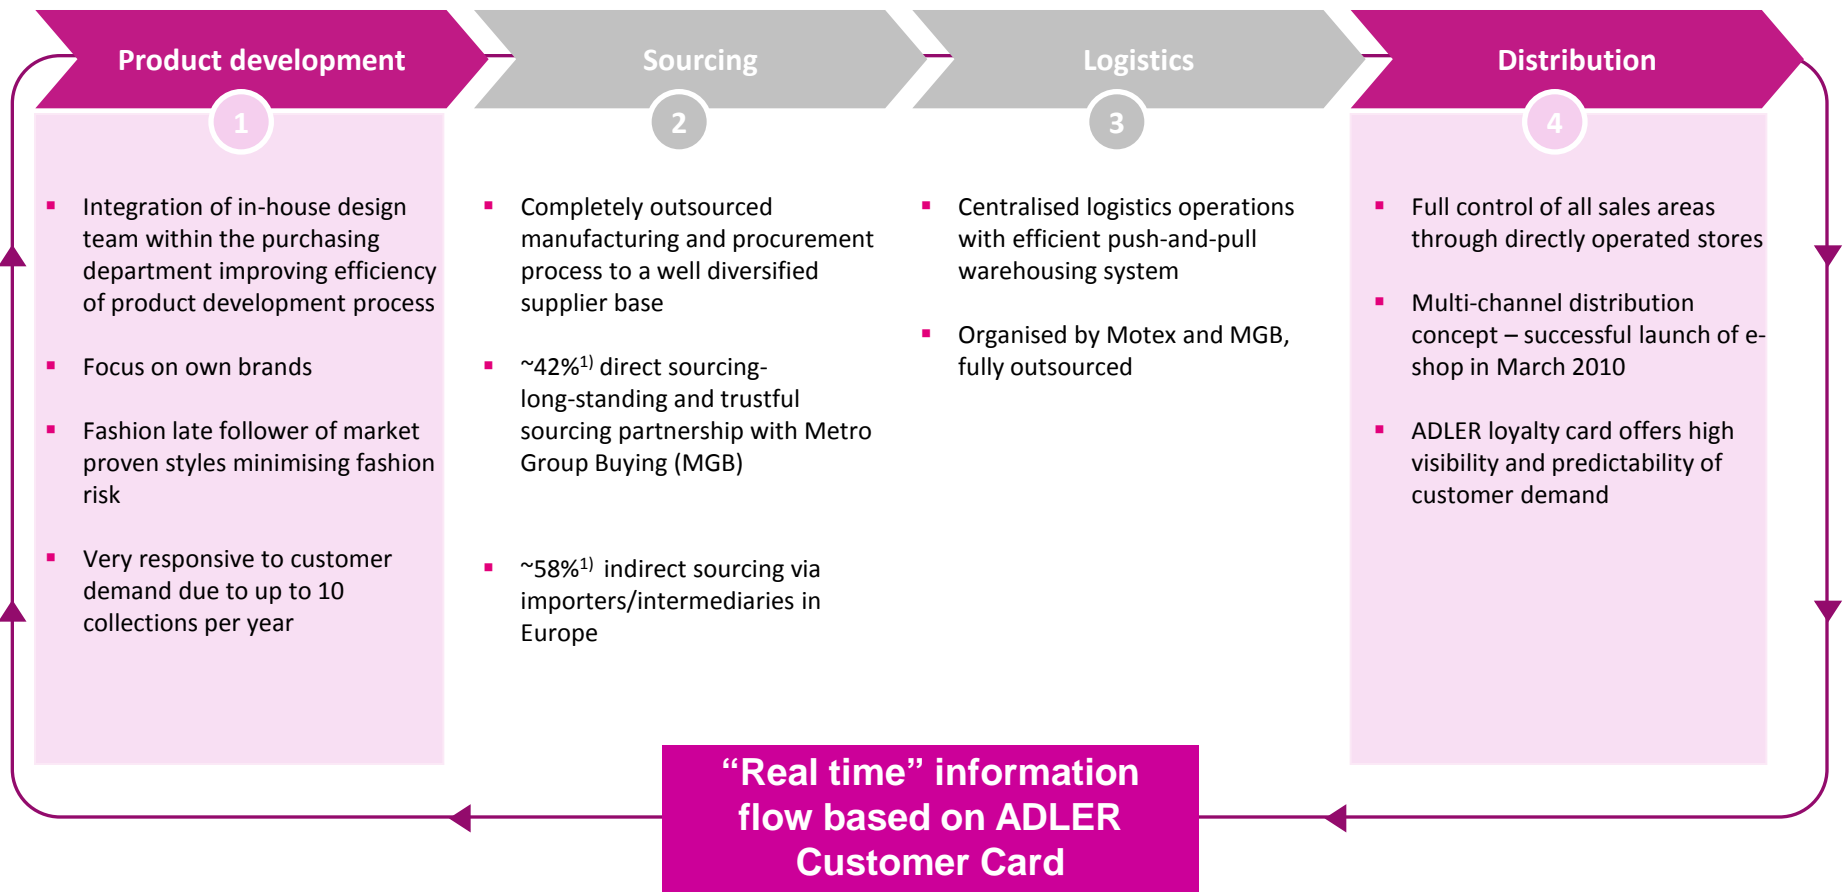 Product development
1
▪ Integration of in-house design
team within the purchasing
department improving efficiency
of product development process
▪ Focus on own brands
▪ Fashion late follower of market
proven styles minimising fashion
risk
▪ Very responsive to customer
demand due to up to 10
collections per year
Sourcing
2
▪ Completely outsourced
manufacturing and procurement
process to a well diversified
supplier base
▪ ~42%1) direct sourcing-
long-standing and trustful
sourcing partnership with Metro
Group Buying (MGB)
▪ ~58%1) indirect sourcing via
importers/intermediaries in
Europe
Logistics
3
▪ Centralised logistics operations
with efficient push-and-pull
warehousing system
▪ Organised by Motex and MGB,
fully outsourced
Distribution
4
▪ Full control of all sales areas
through directly operated stores
▪ Multi-channel distribution
concept – successful launch of e-
shop in March 2010
▪ ADLER loyalty card offers high
visibility and predictability of
customer demand
“Real time” information
flow based on ADLER
Customer Card